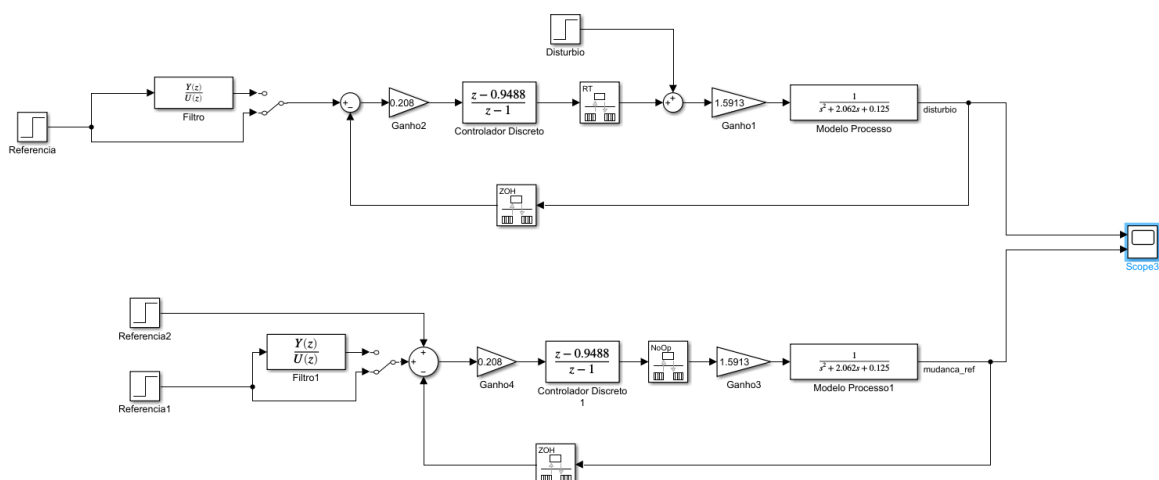 Disturbio
Referencia
Y(z)
U(z)
Filtro
+
−
0.208
Ganho2
z − 0.9488
z − 1
Controlador Discreto
RT
+
+
1.5913
Ganho1
1
s² + 2.062s + 0.125
Modelo Processo
disturbio
ZOH
Scope3
Referencia2
Referencia1
Y(z)
U(z)
Filtro1
+
+
−
0.208
Ganho4
z − 0.9488
z − 1
Controlador Discreto
1
NoOp
1.5913
Ganho3
1
s² + 2.062s + 0.125
Modelo Processo1
mudanca_ref
ZOH